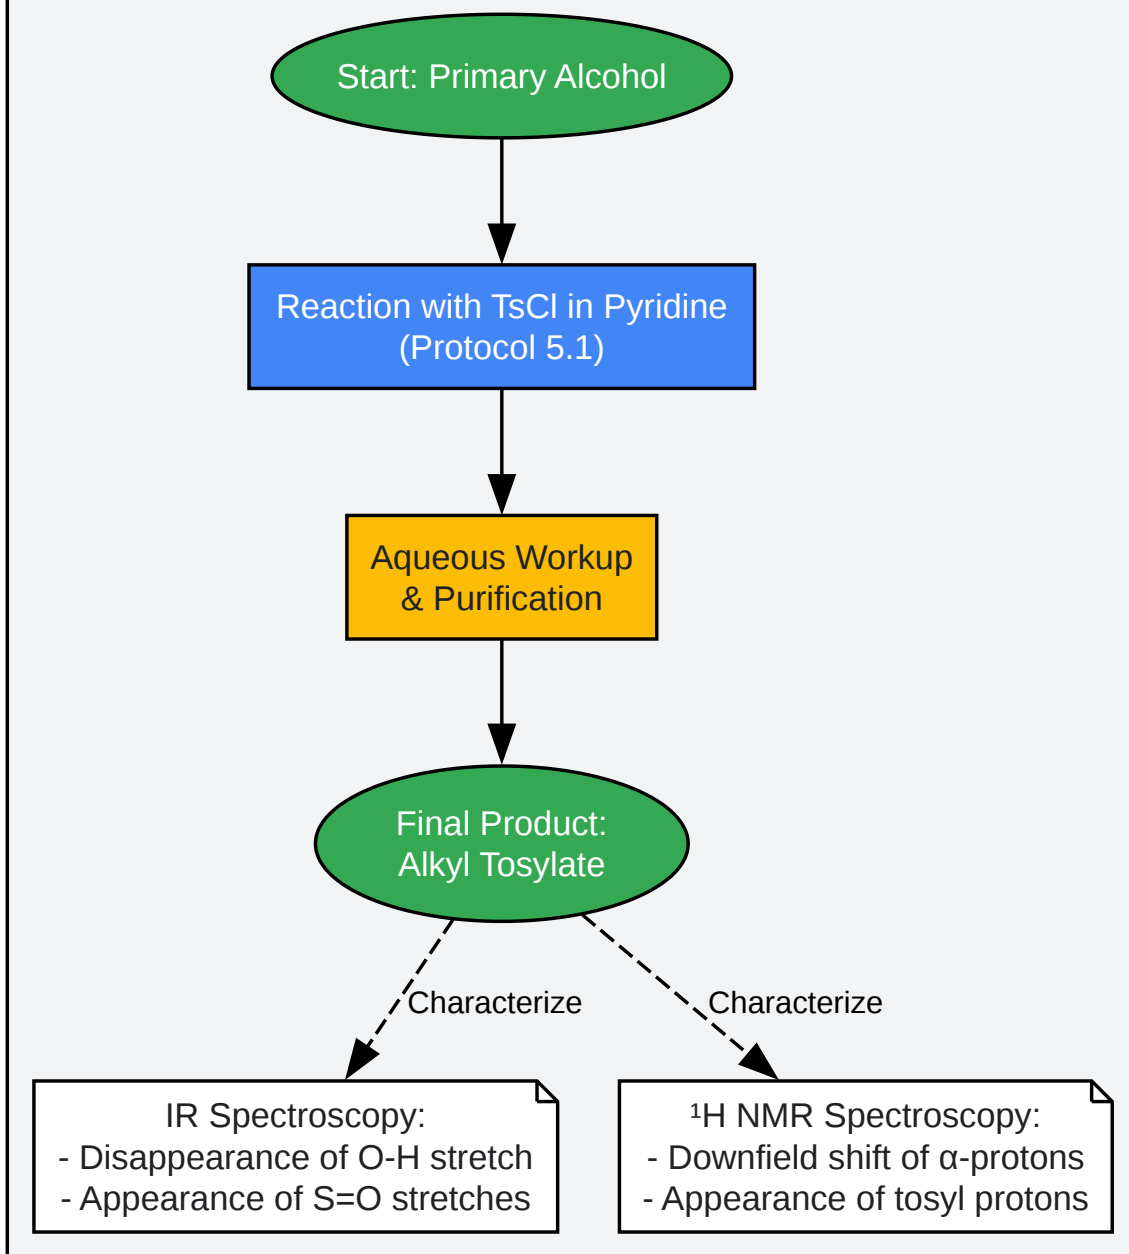 Start: Primary Alcohol
Reaction with TsCl in Pyridine
(Protocol 5.1)
Aqueous Workup
& Purification
Final Product:
Alkyl Tosylate
Characterize
Characterize
IR Spectroscopy:
- Disappearance of O-H stretch
- Appearance of S=O stretches
¹H NMR Spectroscopy:
- Downfield shift of α-protons
- Appearance of tosyl protons